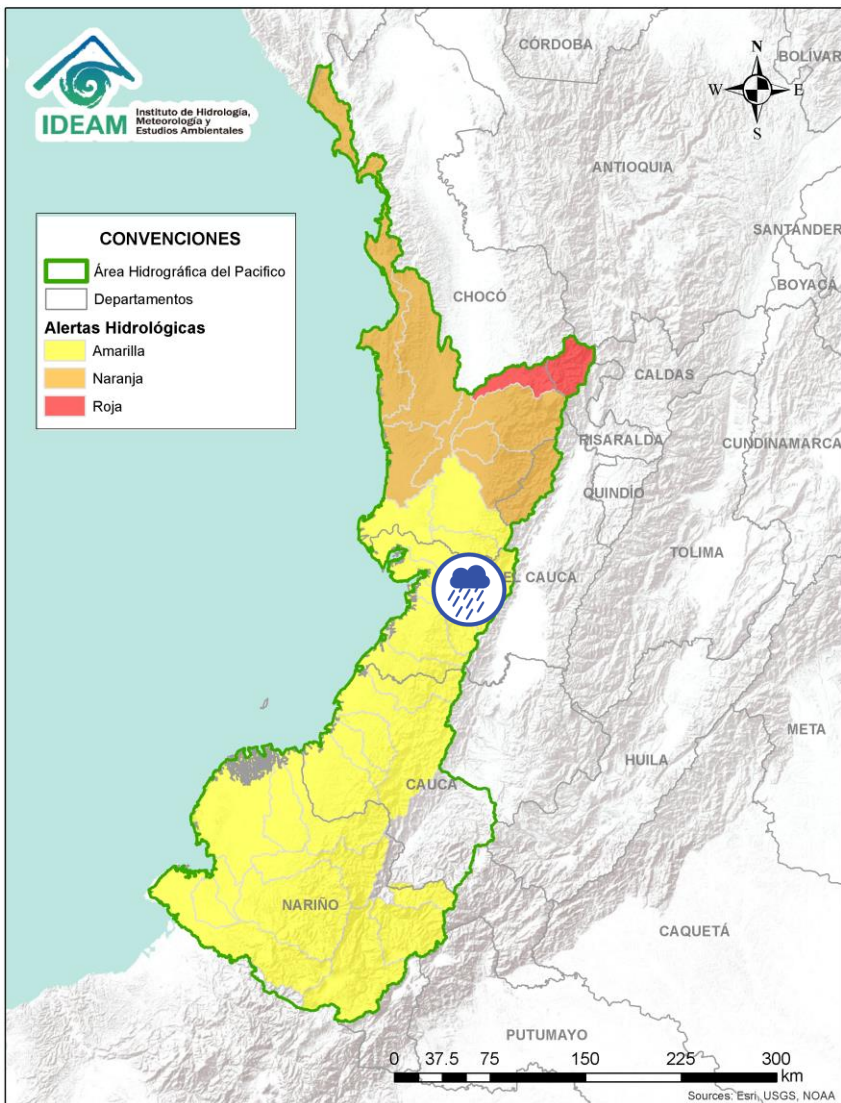 IDEAM
Instituto de Hidrología,
Meteorología y
Estudios Ambientales
CÓRDOBA
BOLÍVAR
N
W
E
S
ANTIOQUIA
SANTANDER
BOYACÁ
CONVENCIONES
Área Hidrográfica del Pacifico
Departamentos
Alertas Hidrológicas
Amarilla
Naranja
Roja
CHOCÓ
CALDAS
RISARALDA
CUNDINAMARCA
QUINDÍO
TOLIMA
EL CAUCA
META
HUILA
CAUCA
NARIÑO
CAQUETÁ
PUTUMAYO
0 37.5 75 150 225 300
km
Sources: Esri, USGS, NOAA